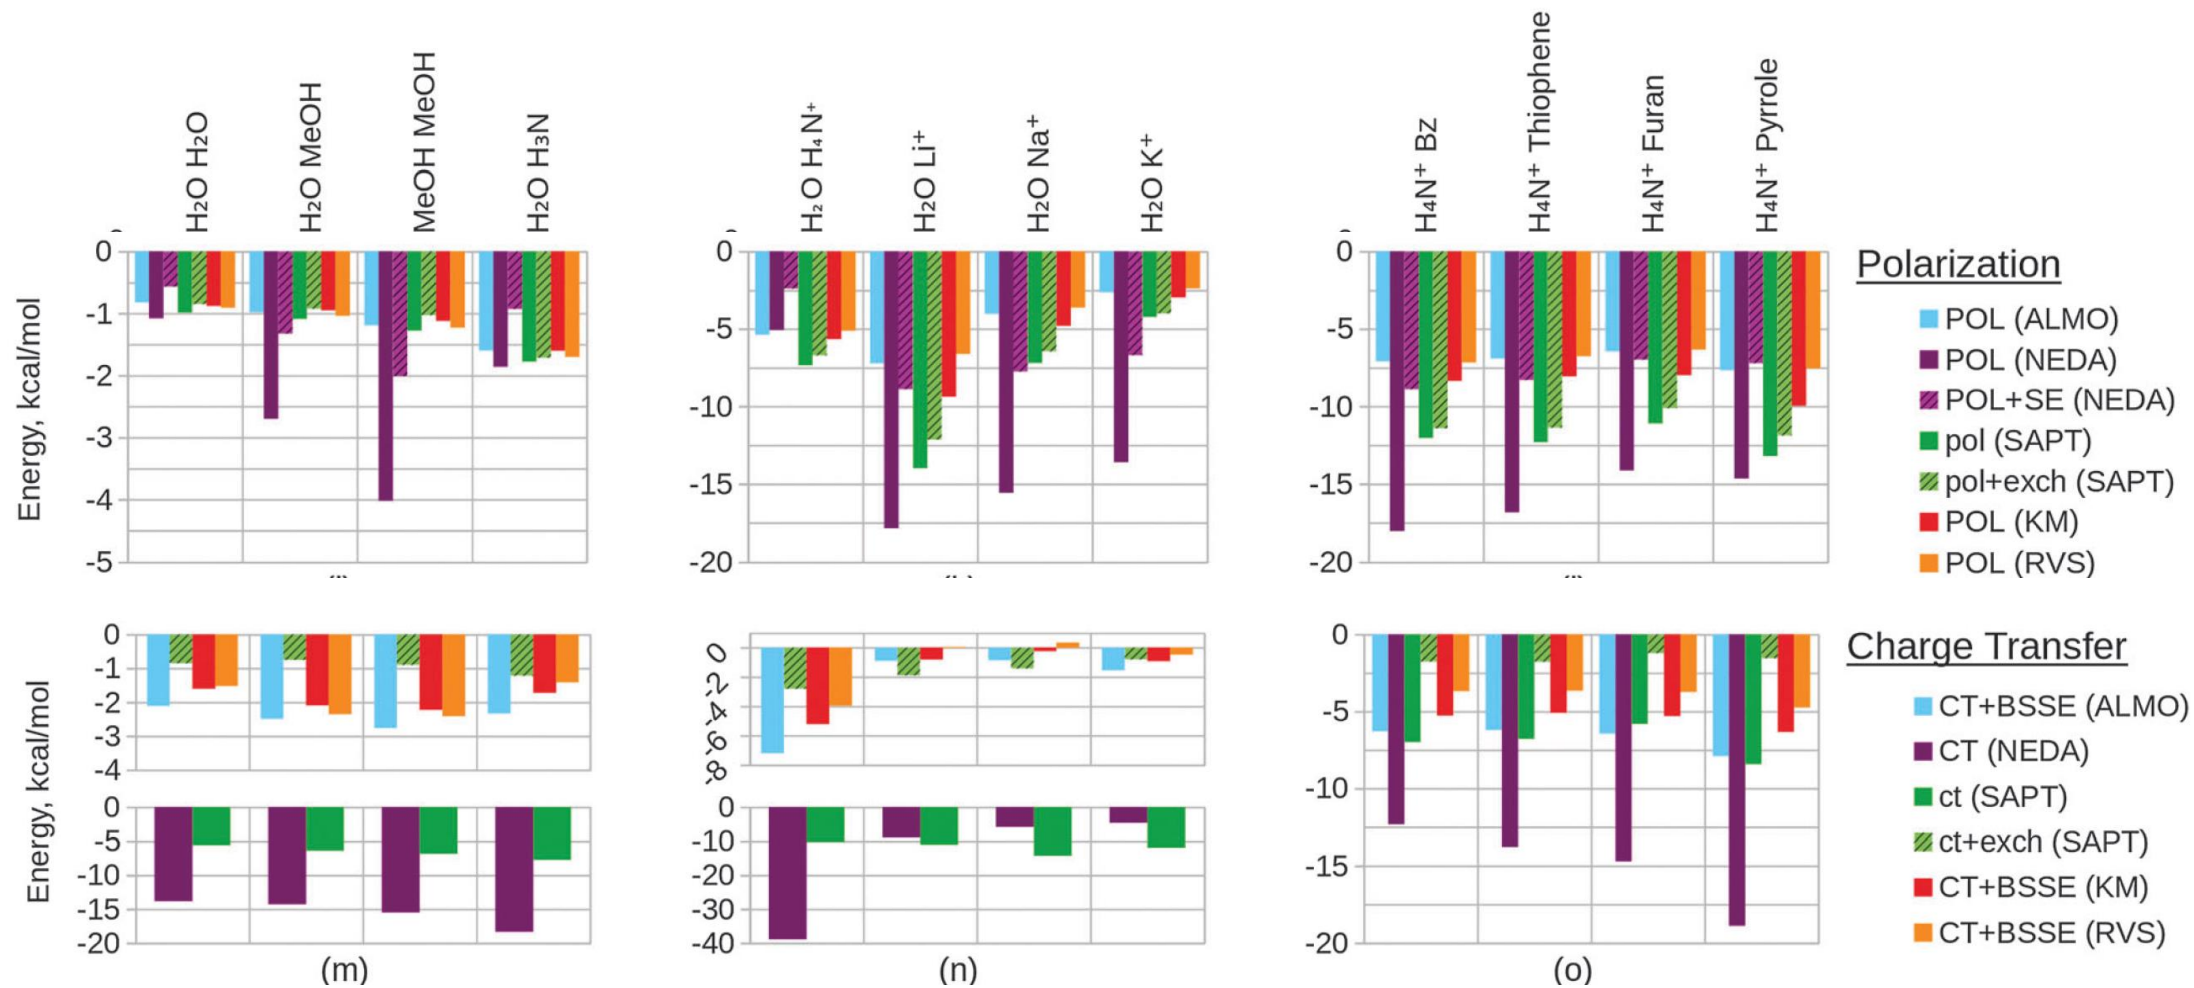 H₂O H₂O
H₂O MeOH
MeOH MeOH
H₂O H₃N
H₂O H₄N⁺
H₂O Li⁺
H₂O Na⁺
H₂O K⁺
H₄N⁺ Bz
H₄N⁺ Thiophene
H₄N⁺ Furan
H₄N⁺ Pyrrole
Energy, kcal/mol
0
-1
-2
-3
-4
-5
0
-5
-10
-15
-20
0
-5
-10
-15
-20
Polarization
POL (ALMO)
POL (NEDA)
POL+SE (NEDA)
pol (SAPT)
pol+exch (SAPT)
POL (KM)
POL (RVS)
Energy, kcal/mol
0
-1
-2
-3
-4
0
-5
-10
-15
-20
(m)
0
-2
-4
-6
-8
0
-10
-20
-30
-40
(n)
0
-5
-10
-15
-20
(o)
Charge Transfer
CT+BSSE (ALMO)
CT (NEDA)
ct (SAPT)
ct+exch (SAPT)
CT+BSSE (KM)
CT+BSSE (RVS)